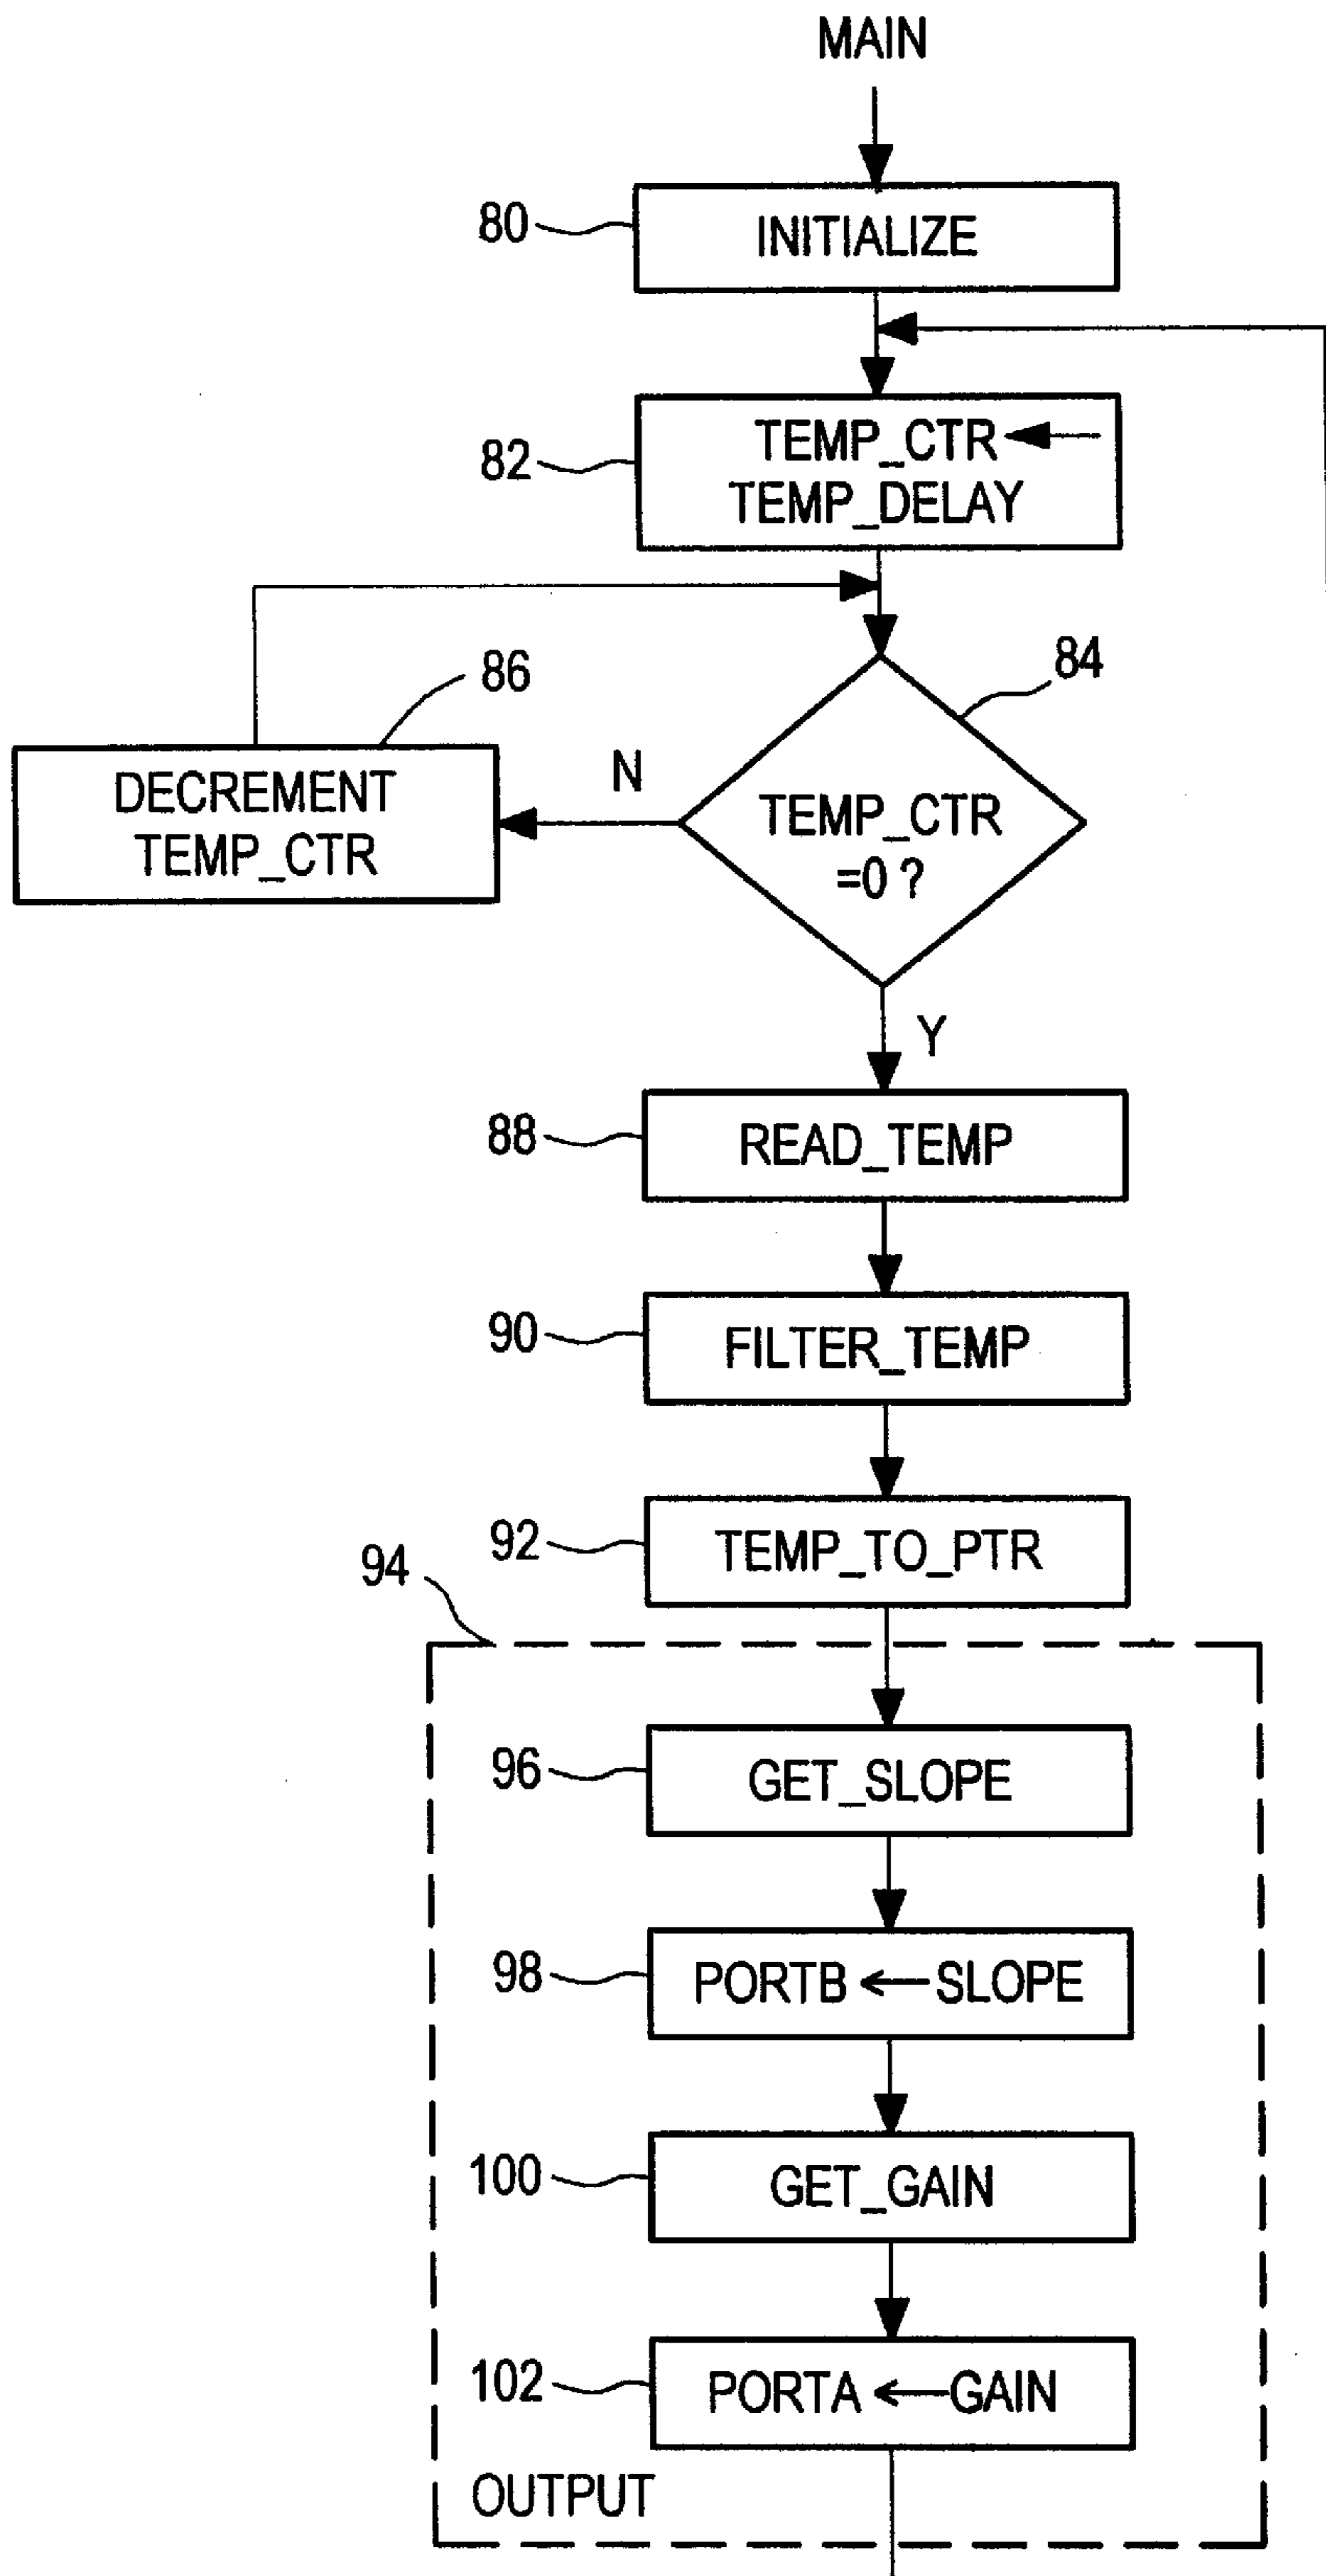 MAIN
80
INITIALIZE
82
TEMP_CTR ←
TEMP_DELAY
84
86
DECREMENT
TEMP_CTR
N
TEMP_CTR
=0 ?
Y
88
READ_TEMP
90
FILTER_TEMP
92
TEMP_TO_PTR
94
96
GET_SLOPE
98
PORTB ← SLOPE
100
GET_GAIN
102
PORTA ← GAIN
OUTPUT